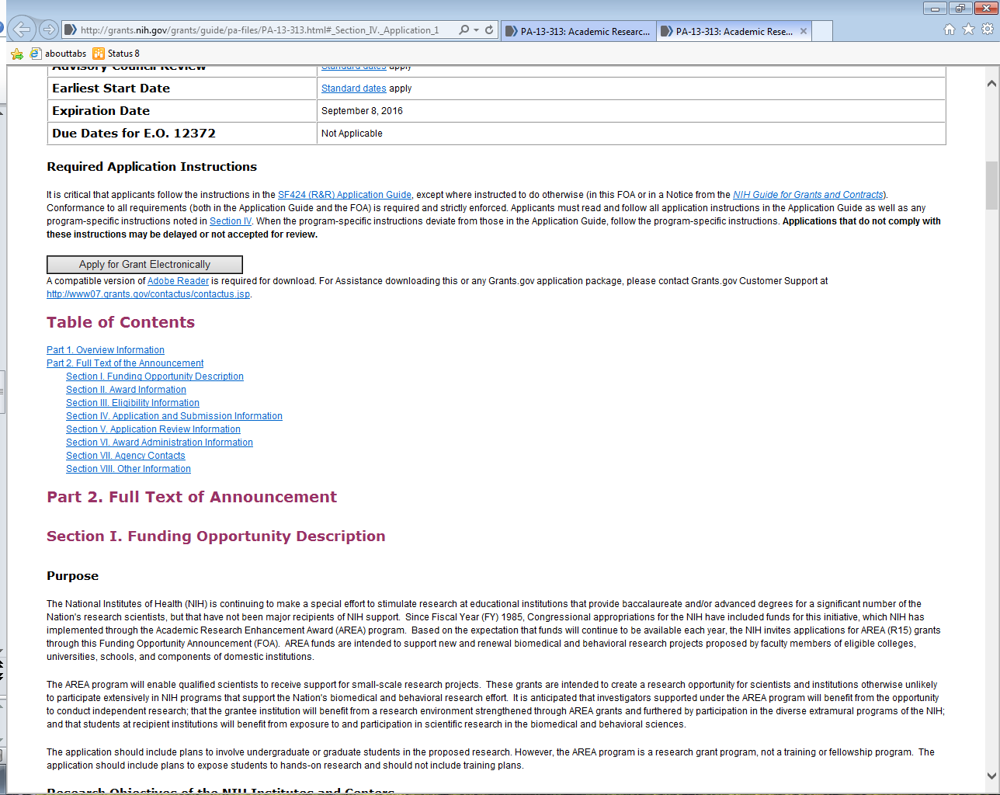 http://grants.nih.gov/grants/guide/pa-files/PA-13-313.html#_Section_IV._Application_1
PA-13-313: Academic Researc...
PA-13-313: Academic Rese...
abouttabs
Status 8
Advisory Council Review
Standard dates apply
Earliest Start Date
Standard dates apply
Expiration Date
September 8, 2016
Due Dates for E.O. 12372
Not Applicable
Required Application Instructions
It is critical that applicants follow the instructions in the SF424 (R&R) Application Guide, except where instructed to do otherwise (in this FOA or in a Notice from the NIH Guide for Grants and Contracts).
Conformance to all requirements (both in the Application Guide and the FOA) is required and strictly enforced. Applicants must read and follow all application instructions in the Application Guide as well as any
program-specific instructions noted in Section IV. When the program-specific instructions deviate from those in the Application Guide, follow the program-specific instructions. Applications that do not comply with
these instructions may be delayed or not accepted for review.
Apply for Grant Electronically
A compatible version of Adobe Reader is required for download. For Assistance downloading this or any Grants.gov application package, please contact Grants.gov Customer Support at
http://www07.grants.gov/contactus/contactus.jsp.
Table of Contents
Part 1. Overview Information
Part 2. Full Text of the Announcement
Section I. Funding Opportunity Description
Section II. Award Information
Section III. Eligibility Information
Section IV. Application and Submission Information
Section V. Application Review Information
Section VI. Award Administration Information
Section VII. Agency Contacts
Section VIII. Other Information
Part 2. Full Text of Announcement
Section I. Funding Opportunity Description
Purpose
The National Institutes of Health (NIH) is continuing to make a special effort to stimulate research at educational institutions that provide baccalaureate and/or advanced degrees for a significant number of the
Nation's research scientists, but that have not been major recipients of NIH support. Since Fiscal Year (FY) 1985, Congressional appropriations for the NIH have included funds for this initiative, which NIH has
implemented through the Academic Research Enhancement Award (AREA) program. Based on the expectation that funds will continue to be available each year, the NIH invites applications for AREA (R15) grants
through this Funding Opportunity Announcement (FOA). AREA funds are intended to support new and renewal biomedical and behavioral research projects proposed by faculty members of eligible colleges,
universities, schools, and components of domestic institutions.
The AREA program will enable qualified scientists to receive support for small-scale research projects. These grants are intended to create a research opportunity for scientists and institutions otherwise unlikely
to participate extensively in NIH programs that support the Nation's biomedical and behavioral research effort. It is anticipated that investigators supported under the AREA program will benefit from the opportunity
to conduct independent research; that the grantee institution will benefit from a research environment strengthened through AREA grants and furthered by participation in the diverse extramural programs of the NIH;
and that students at recipient institutions will benefit from exposure to and participation in scientific research in the biomedical and behavioral sciences.
The application should include plans to involve undergraduate or graduate students in the proposed research. However, the AREA program is a research grant program, not a training or fellowship program. The
application should include plans to expose students to hands-on research and should not include training plans.
Research Objectives of the NIH Institutes and Centers